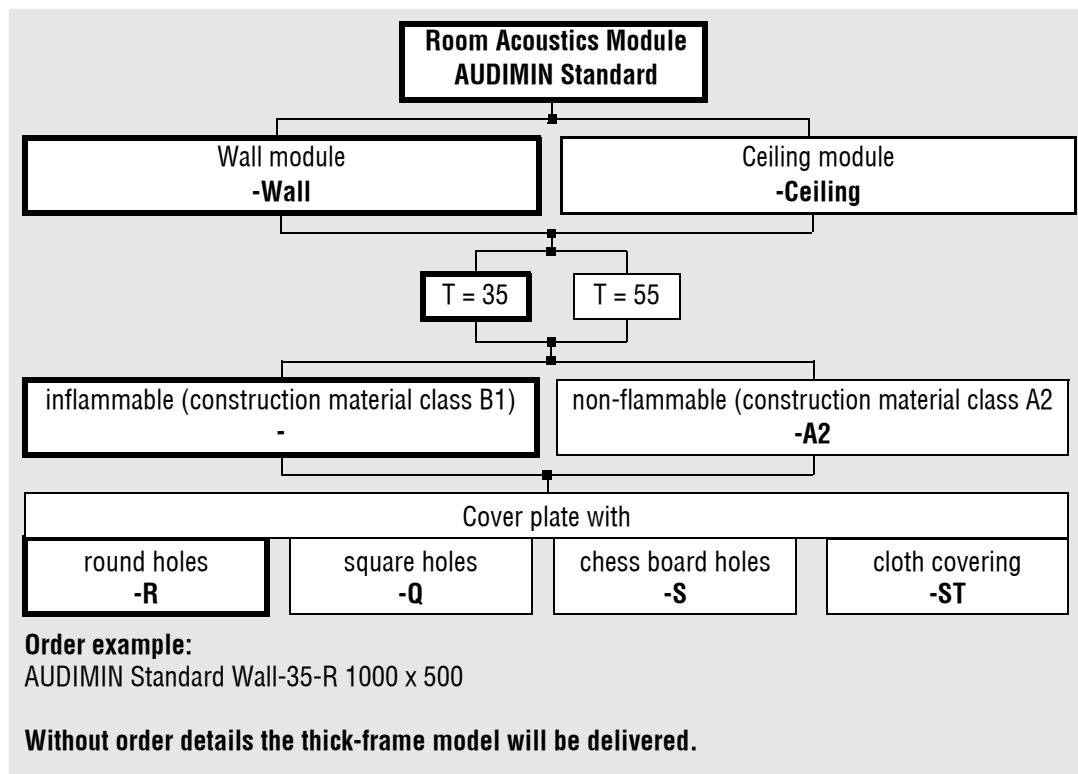 Room Acoustics Module
AUDIMIN Standard
Wall module
-Wall
Ceiling module
-Ceiling
T = 35
T = 55
inflammable (construction material class B1)
-
non-flammable (construction material class A2
-A2
Cover plate with
round holes
-R
square holes
-Q
chess board holes
-S
cloth covering
-ST
Order example:
AUDIMIN Standard Wall-35-R 1000 x 500
Without order details the thick-frame model will be delivered.